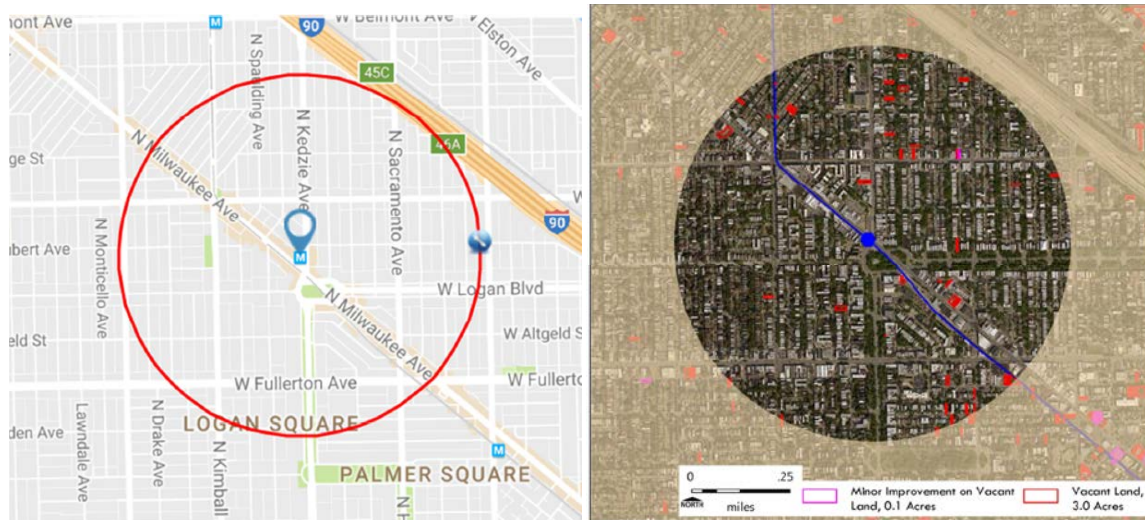 ont Ave
W Belmont Ave
M
90
N Elston Ave
N Spaulding Ave
45C
N Kedzie Ave
46A
N Milwaukee Ave
ge St
N Sacramento Ave
90
N Monticello Ave
bert Ave
M
W Logan Blvd
N Milwaukee Ave
eld St
W Altgeld S
W Fullerton Ave
W Fullerto
Lawndale Ave
N Drake Ave
LOGAN SQUARE
den Ave
N Kimball
M
PALMER SQUARE
N H
0 .25
NORTH
miles
Minor Improvement on Vacant
Land, 0.1 Acres
Vacant Land,
3.0 Acres